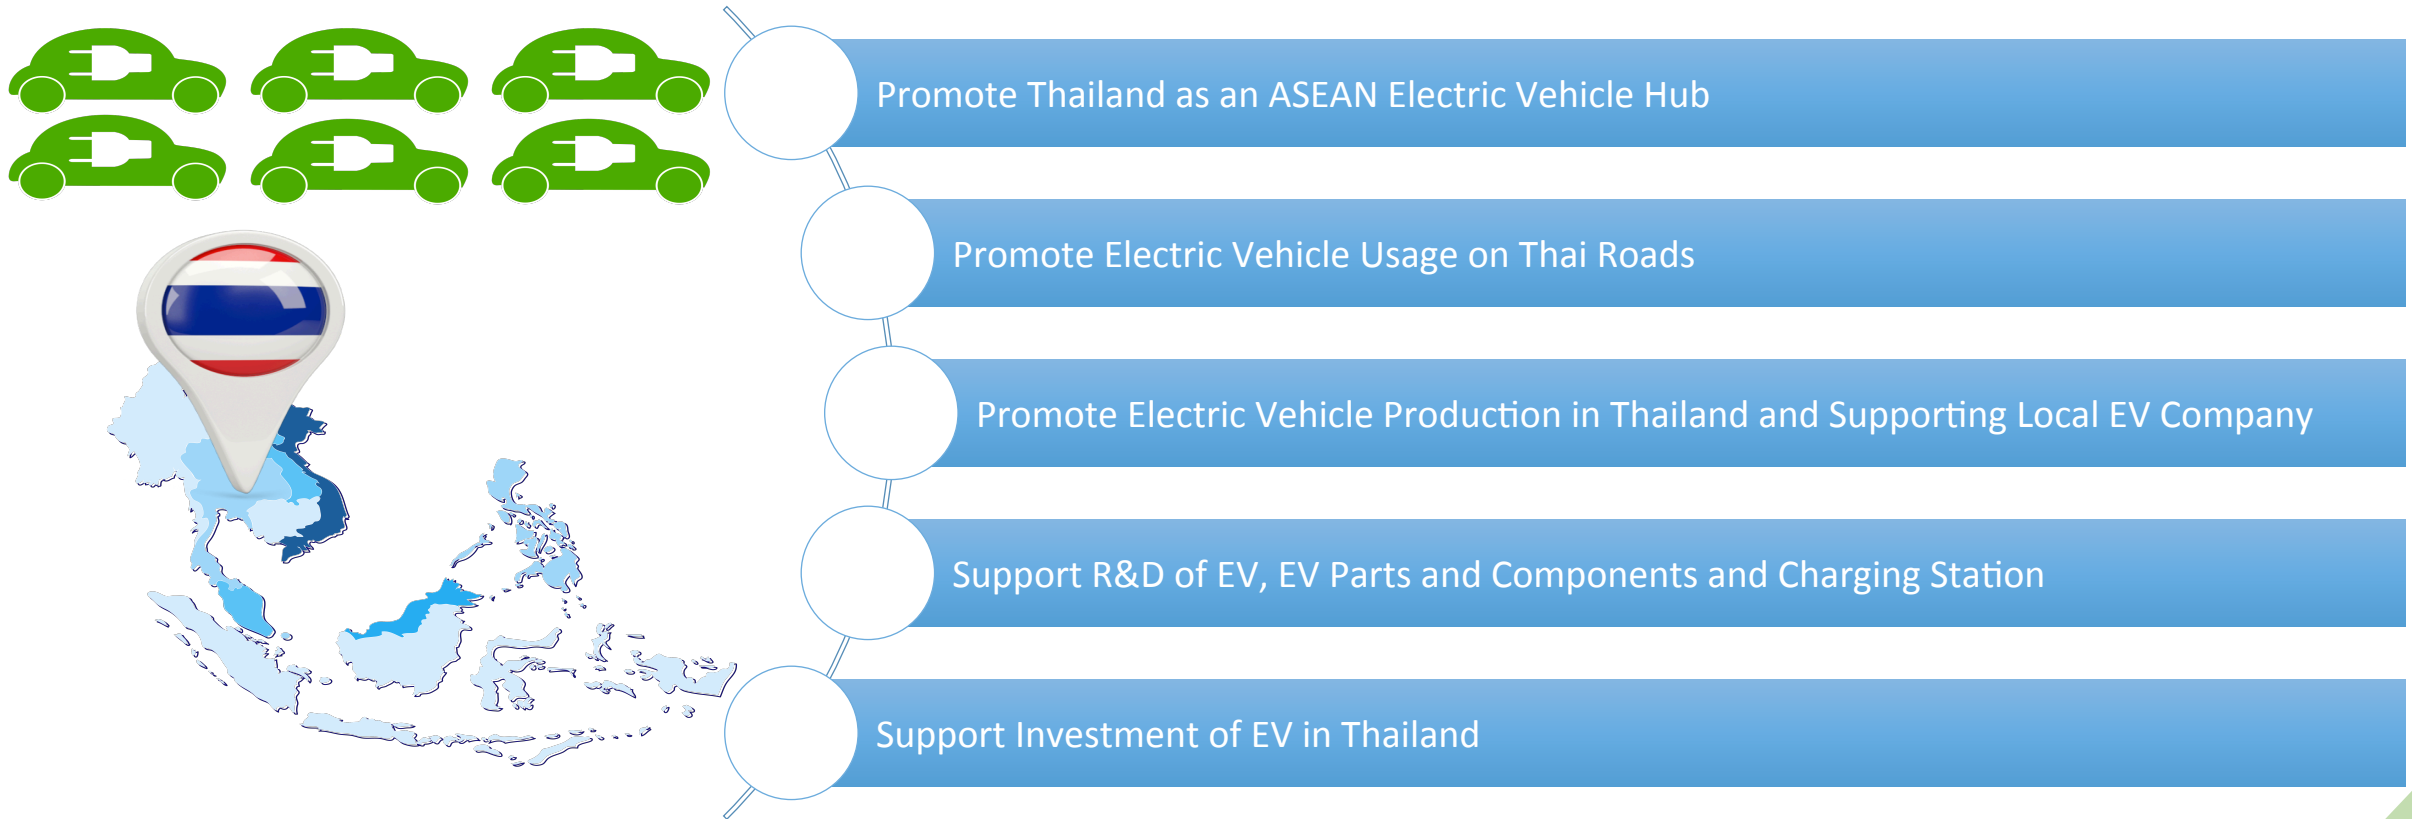 Promote Thailand as an ASEAN Electric Vehicle Hub
Promote Electric Vehicle Usage on Thai Roads
Promote Electric Vehicle Production in Thailand and Supporting Local EV Company
Support R&D of EV, EV Parts and Components and Charging Station
Support Investment of EV in Thailand